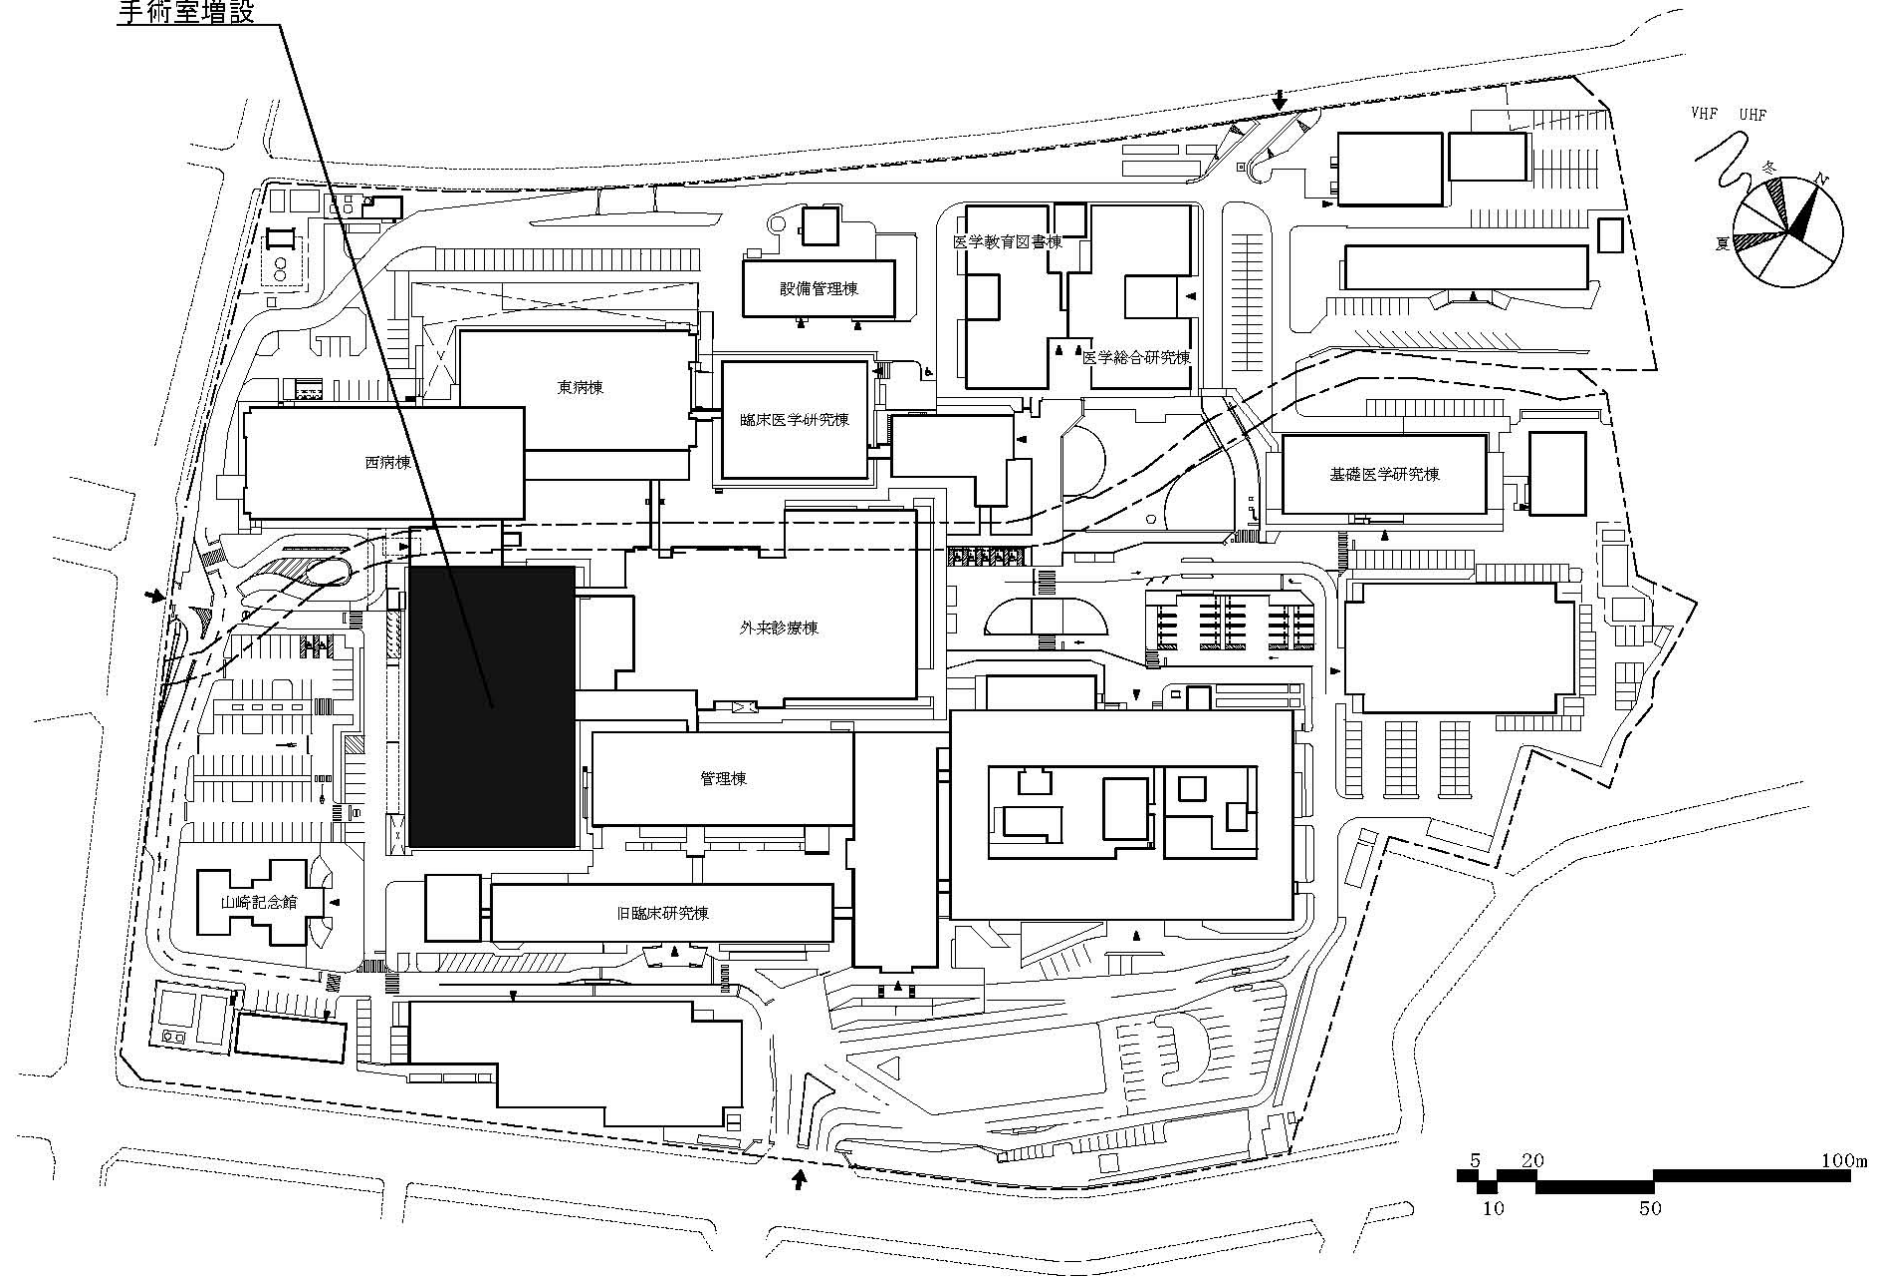 手術室増設
VHF UHF
冬
N
夏
医学教育図書棟
設備管理棟
医学総合研究棟
東病棟
臨床医学研究棟
西病棟
基礎医学研究棟
外来診療棟
管理棟
山崎記念館
旧臨床研究棟
5 20 100m
10 50